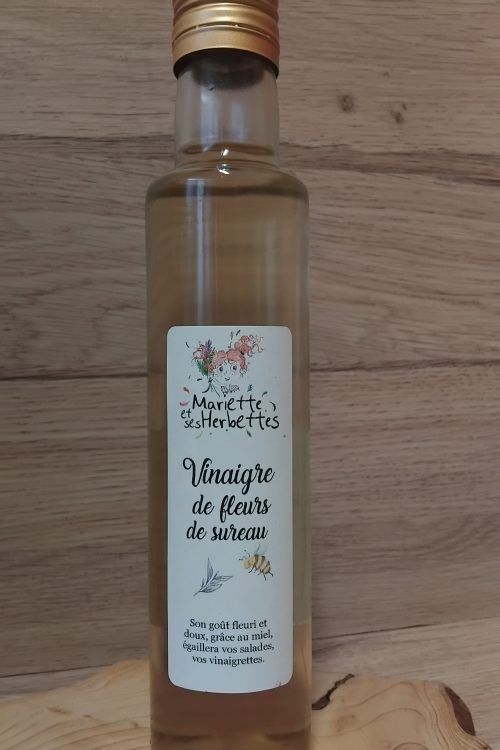 Mariette
et ses Herbettes
Vinaigre
de fleurs
de sureau
Son goût fleuri et
doux, grâce au miel,
égaillera vos salades,
vos vinaigrettes.